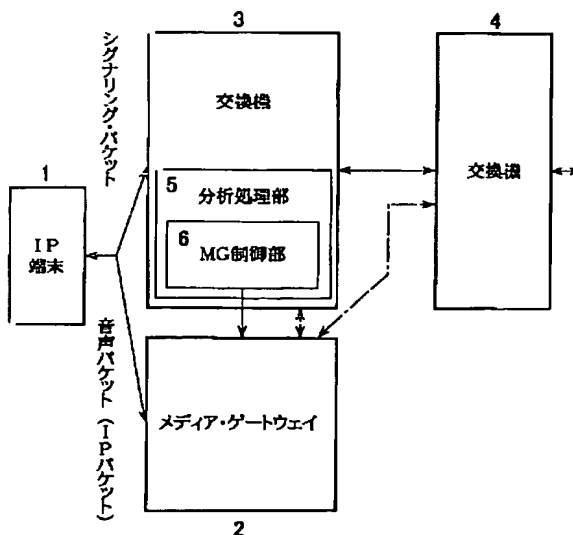 3
交換機
シグナリング・パケット
4
交換機
1
IP
端末
5
分析処理部
6
MG制御部
音声パケット(IPパケット)
メディア・ゲートウェイ
2